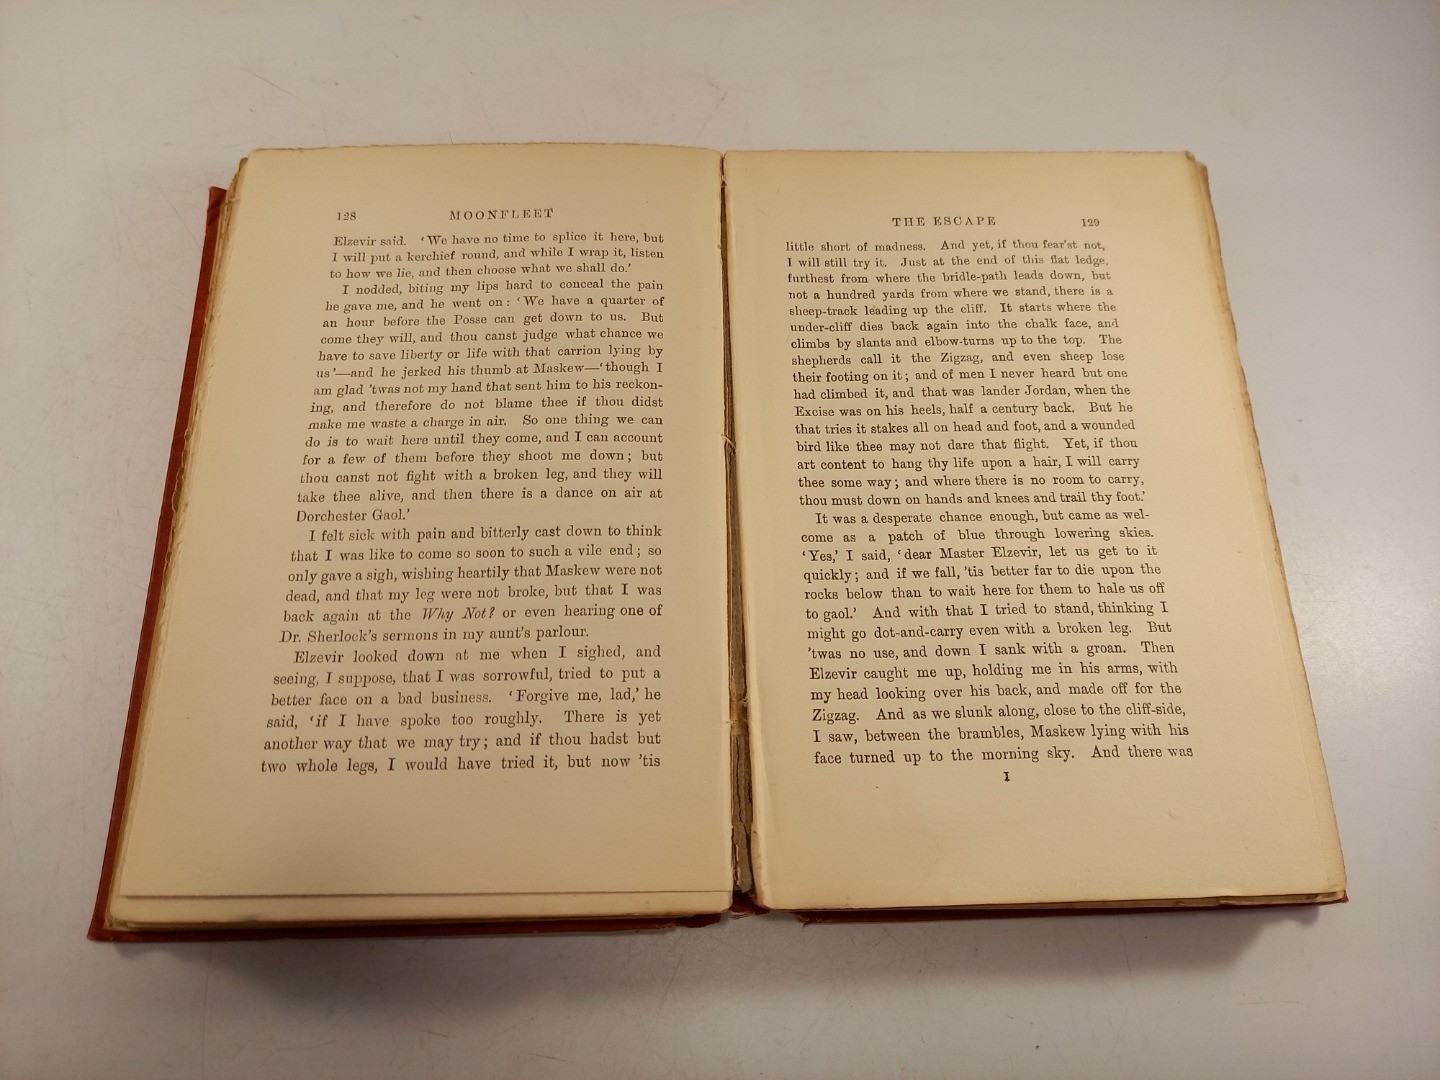 128 MOONFLEET
Elzevir said. ‘We have no time to splice it here, but
I will put a kerchief round, and while I wrap it, listen
to how we lie, and then choose what we shall do.’
I nodded, biting my lips hard to conceal the pain
he gave me, and he went on: ‘We have a quarter of
an hour before the Posse can get down to us. But
come they will, and thou canst judge what chance we
have to save liberty or life with that carrion lying by
us’—and he jerked his thumb at Maskew—‘though I
am glad ’twas not my hand that sent him to his reckon-
ing, and therefore do not blame thee if thou didst
make me waste a charge in air. So one thing we can
do is to wait here until they come, and I can account
for a few of them before they shoot me down; but
thou canst not fight with a broken leg, and they will
take thee alive, and then there is a dance on air at
Dorchester Gaol.’
I felt sick with pain and bitterly cast down to think
that I was like to come so soon to such a vile end; so
only gave a sigh, wishing heartily that Maskew were not
dead, and that my leg were not broke, but that I was
back again at the Why Not? or even hearing one of
Dr. Sherlock’s sermons in my aunt’s parlour.
Elzevir looked down at me when I sighed, and
seeing, I suppose, that I was sorrowful, tried to put a
better face on a bad business. ‘Forgive me, lad,’ he
said, ‘if I have spoke too roughly. There is yet
another way that we may try; and if thou hadst but
two whole legs, I would have tried it, but now ’tis
THE ESCAPE 129
little short of madness. And yet, if thou fear’st not,
I will still try it. Just at the end of this flat ledge,
furthest from where the bridle-path leads down, but
not a hundred yards from where we stand, there is a
sheep-track leading up the cliff. It starts where the
under-cliff dies back again into the chalk face, and
climbs by slants and elbow-turns up to the top. The
shepherds call it the Zigzag, and even sheep lose
their footing on it; and of men I never heard but one
had climbed it, and that was lander Jordan, when the
Excise was on his heels, half a century back. But he
that tries it stakes all on head and foot, and a wounded
bird like thee may not dare that flight. Yet, if thou
art content to hang thy life upon a hair, I will carry
thee some way; and where there is no room to carry,
thou must down on hands and knees and trail thy foot.’
It was a desperate chance enough, but came as wel-
come as a patch of blue through lowering skies.
‘Yes,’ I said, ‘dear Master Elzevir, let us get to it
quickly; and if we fall, ’tis better far to die upon the
rocks below than to wait here for them to hale us off
to gaol.’ And with that I tried to stand, thinking I
might go dot-and-carry even with a broken leg. But
’twas no use, and down I sank with a groan. Then
Elzevir caught me up, holding me in his arms, with
my head looking over his back, and made off for the
Zigzag. And as we slunk along, close to the cliff-side,
I saw, between the brambles, Maskew lying with his
face turned up to the morning sky. And there was
I